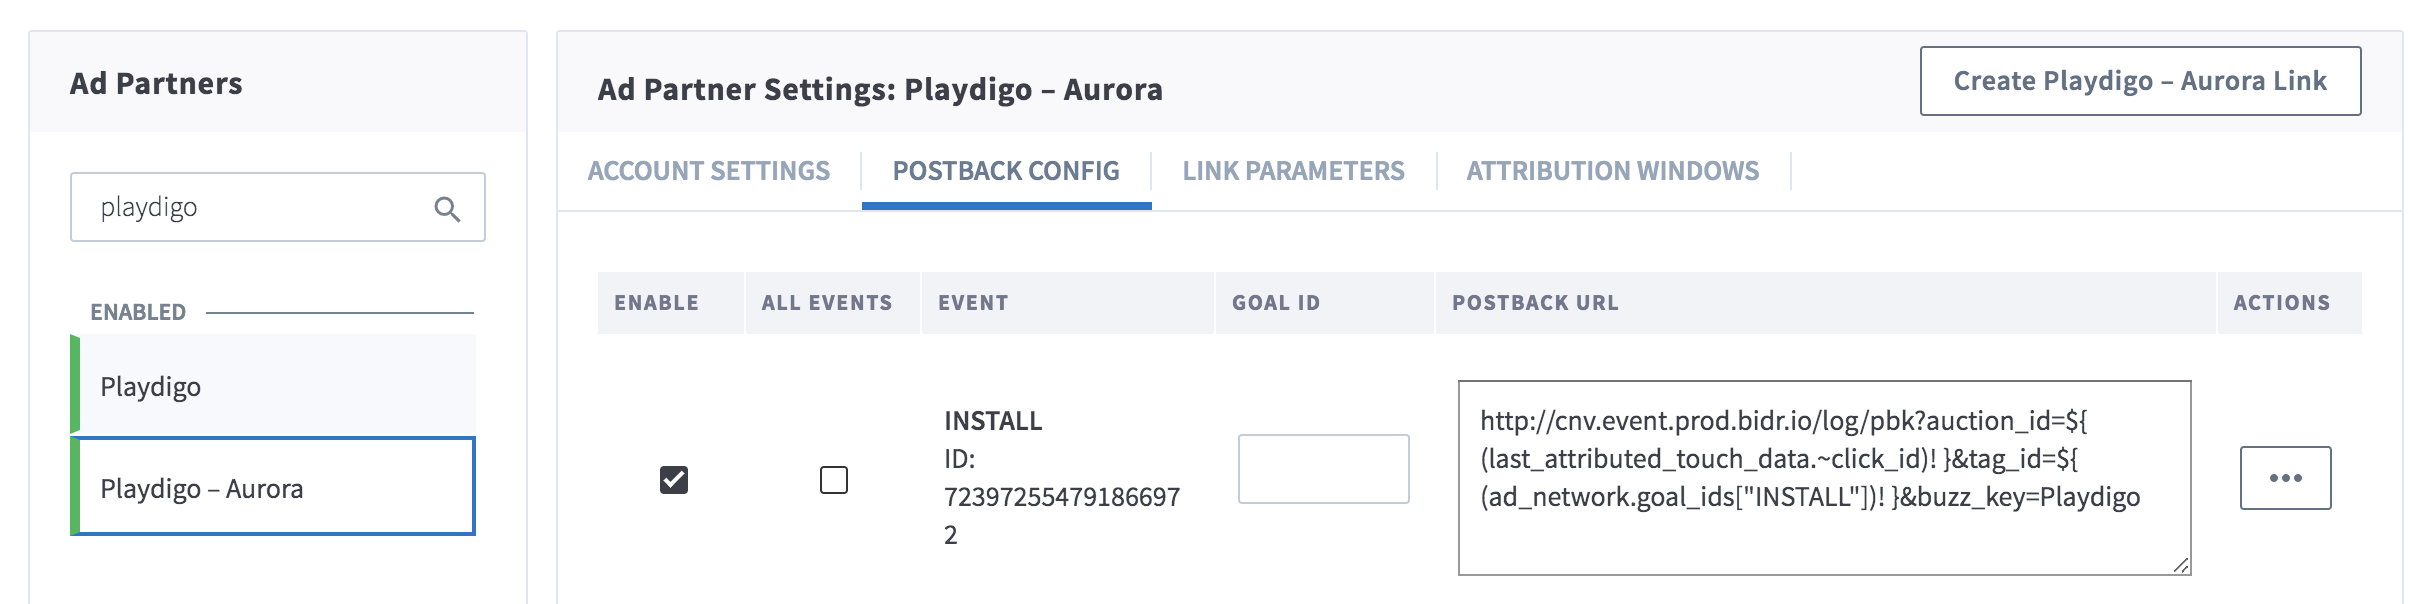 Ad Partners
playdigo
ENABLED
Playdigo
Playdigo – Aurora
Ad Partner Settings: Playdigo – Aurora
Create Playdigo – Aurora Link
ACCOUNT SETTINGS
POSTBACK CONFIG
LINK PARAMETERS
ATTRIBUTION WINDOWS
ENABLE
ALL EVENTS
EVENT
GOAL ID
POSTBACK URL
ACTIONS
INSTALL
ID:
72397255479186697
2
http://cnv.event.prod.bidr.io/log/pbk?auction_id=${
(last_attributed_touch_data.~click_id)! }&tag_id=${
(ad_network.goal_ids["INSTALL"])! }&buzz_key=Playdigo